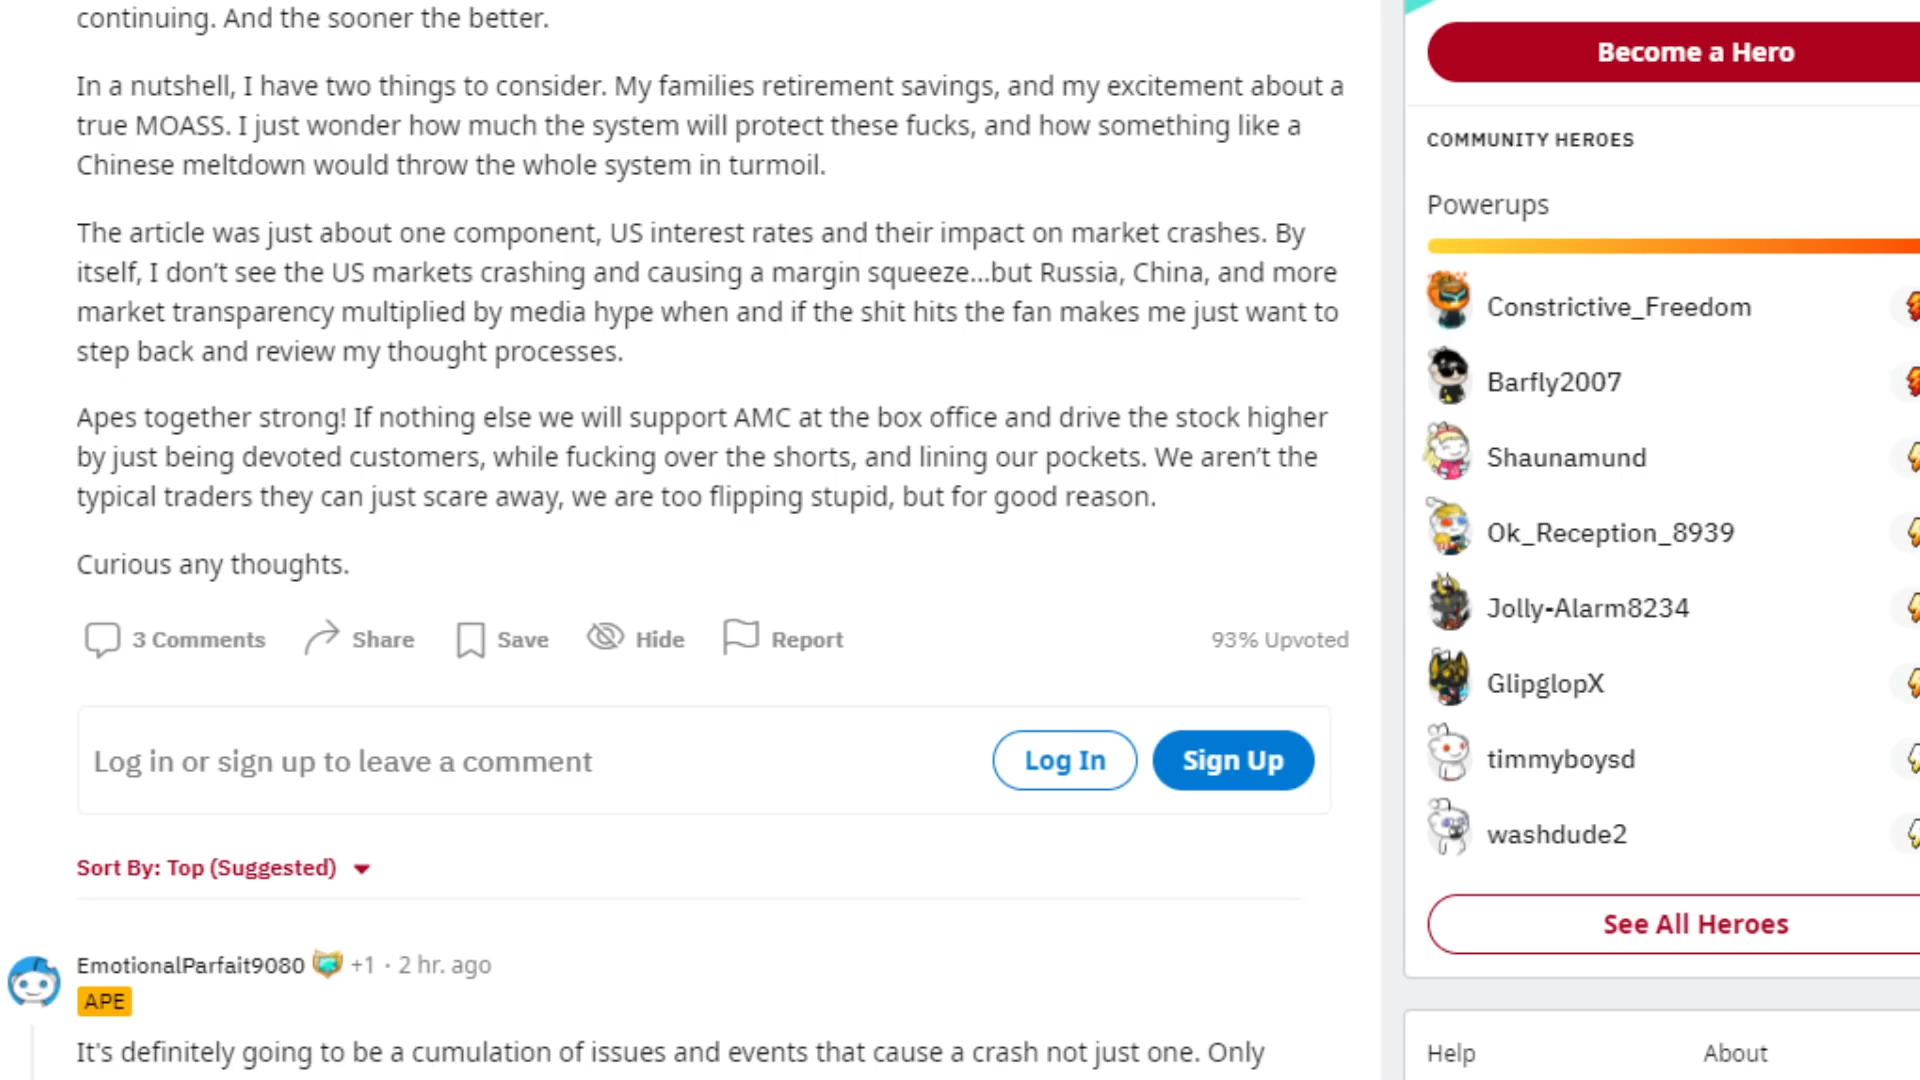 continuing. And the sooner the better.
In a nutshell, I have two things to consider. My families retirement savings, and my excitement about a
true MOASS. I just wonder how much the system will protect these fucks, and how something like a
Chinese meltdown would throw the whole system in turmoil.
The article was just about one component, US interest rates and their impact on market crashes. By
itself, I don’t see the US markets crashing and causing a margin squeeze...but Russia, China, and more
market transparency multiplied by media hype when and if the shit hits the fan makes me just want to
step back and review my thought processes.
Apes together strong! If nothing else we will support AMC at the box office and drive the stock higher
by just being devoted customers, while fucking over the shorts, and lining our pockets. We aren’t the
typical traders they can just scare away, we are too flipping stupid, but for good reason.
Curious any thoughts.
3 Comments Share Save Hide Report 93% Upvoted
Log in or sign up to leave a comment Log In Sign Up
Sort By: Top (Suggested)
EmotionalParfait9080 +1 · 2 hr. ago
APE
It's definitely going to be a cumulation of issues and events that cause a crash not just one. Only
Become a Hero
COMMUNITY HEROES
Powerups
Constrictive_Freedom
Barfly2007
Shaunamund
Ok_Reception_8939
Jolly-Alarm8234
GlipglopX
timmyboysd
washdude2
See All Heroes
Help About